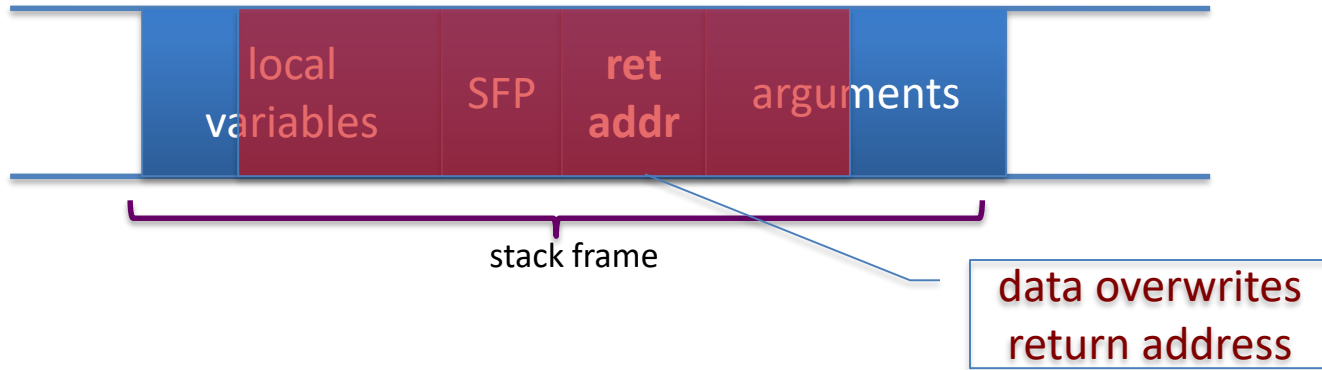 local
variables
SFP
ret
addr
arguments
stack frame
data overwrites
return address